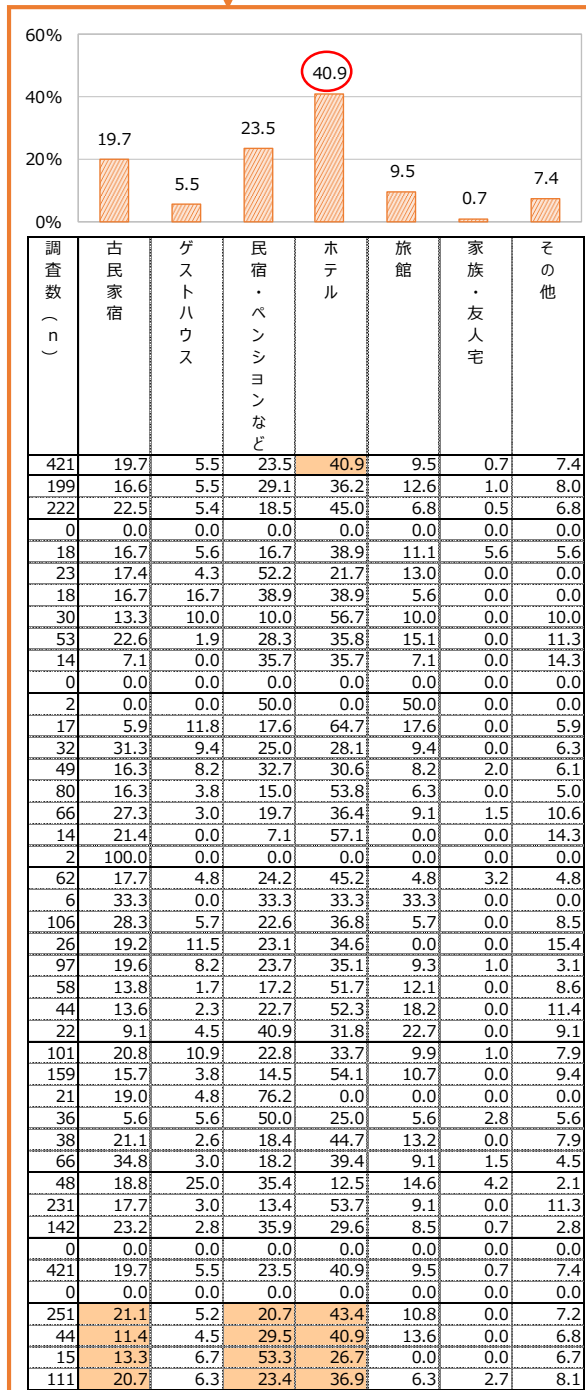 60%
40.9
40%
23.5
19.7
20%
9.5
7.4
5.5
0.7
0%
調査数（n） 古民家宿 ゲストハウス 民宿・ペンションなど ホテル 旅館 家族・友人宅 その他
421 19.7 5.5 23.5 40.9 9.5 0.7 7.4
199 16.6 5.5 29.1 36.2 12.6 1.0 8.0
222 22.5 5.4 18.5 45.0 6.8 0.5 6.8
0 0.0 0.0 0.0 0.0 0.0 0.0 0.0
18 16.7 5.6 16.7 38.9 11.1 5.6 5.6
23 17.4 4.3 52.2 21.7 13.0 0.0 0.0
18 16.7 16.7 38.9 38.9 5.6 0.0 0.0
30 13.3 10.0 10.0 56.7 10.0 0.0 10.0
53 22.6 1.9 28.3 35.8 15.1 0.0 11.3
14 7.1 0.0 35.7 35.7 7.1 0.0 14.3
0 0.0 0.0 0.0 0.0 0.0 0.0 0.0
2 0.0 0.0 50.0 0.0 50.0 0.0 0.0
17 5.9 11.8 17.6 64.7 17.6 0.0 5.9
32 31.3 9.4 25.0 28.1 9.4 0.0 6.3
49 16.3 8.2 32.7 30.6 8.2 2.0 6.1
80 16.3 3.8 15.0 53.8 6.3 0.0 5.0
66 27.3 3.0 19.7 36.4 9.1 1.5 10.6
14 21.4 0.0 7.1 57.1 0.0 0.0 14.3
2 100.0 0.0 0.0 0.0 0.0 0.0 0.0
62 17.7 4.8 24.2 45.2 4.8 3.2 4.8
6 33.3 0.0 33.3 33.3 33.3 0.0 0.0
106 28.3 5.7 22.6 36.8 5.7 0.0 8.5
26 19.2 11.5 23.1 34.6 0.0 0.0 15.4
97 19.6 8.2 23.7 35.1 9.3 1.0 3.1
58 13.8 1.7 17.2 51.7 12.1 0.0 8.6
44 13.6 2.3 22.7 52.3 18.2 0.0 11.4
22 9.1 4.5 40.9 31.8 22.7 0.0 9.1
101 20.8 10.9 22.8 33.7 9.9 1.0 7.9
159 15.7 3.8 14.5 54.1 10.7 0.0 9.4
21 19.0 4.8 76.2 0.0 0.0 0.0 0.0
36 5.6 5.6 50.0 25.0 5.6 2.8 5.6
38 21.1 2.6 18.4 44.7 13.2 0.0 7.9
66 34.8 3.0 18.2 39.4 9.1 1.5 4.5
48 18.8 25.0 35.4 12.5 14.6 4.2 2.1
231 17.7 3.0 13.4 53.7 9.1 0.0 11.3
142 23.2 2.8 35.9 29.6 8.5 0.7 2.8
0 0.0 0.0 0.0 0.0 0.0 0.0 0.0
421 19.7 5.5 23.5 40.9 9.5 0.7 7.4
0 0.0 0.0 0.0 0.0 0.0 0.0 0.0
251 21.1 5.2 20.7 43.4 10.8 0.0 7.2
44 11.4 4.5 29.5 40.9 13.6 0.0 6.8
15 13.3 6.7 53.3 26.7 0.0 0.0 6.7
111 20.7 6.3 23.4 36.9 6.3 2.7 8.1